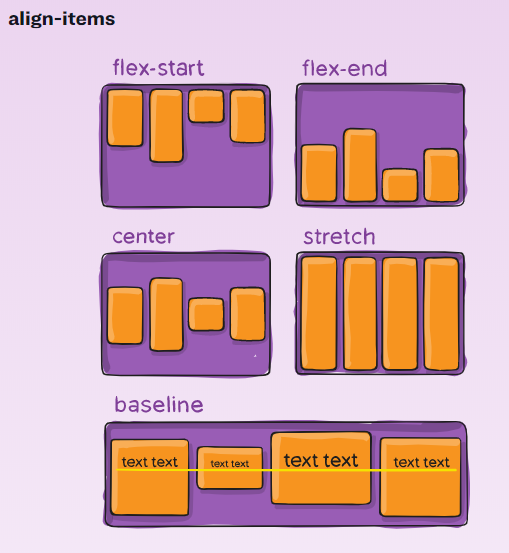 align-items
flex-start
flex-end
center
stretch
baseline
text text
text text
text text
text text